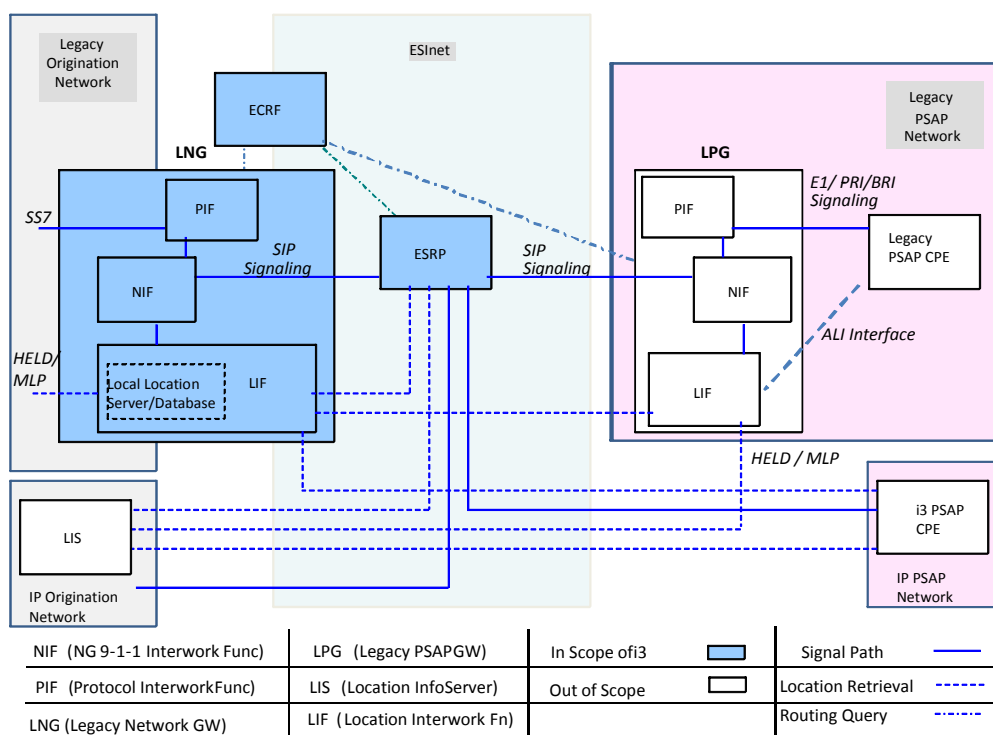 Legacy
Origination
Network
ESInet
ECRF
Legacy
PSAP
Network
LNG
LPG
PIF
SS7
SIP
Signaling
ESRP
SIP
Signaling
PIF
E1/ PRI/BRI
Signaling
Legacy
PSAP CPE
NIF
NIF
ALI Interface
HELD/
MLP
Local Location
Server/Database
LIF
LIF
HELD / MLP
LIS
i3 PSAP
CPE
IP Origination
Network
IP PSAP
Network
NIF (NG 9-1-1 Interwork Func)
LPG (Legacy PSAPGW)
In Scope ofi3
Signal Path
PIF (Protocol InterworkFunc)
LIS (Location InfoServer)
Out of Scope
Location Retrieval
LNG (Legacy Network GW)
LIF (Location Interwork Fn)
Routing Query